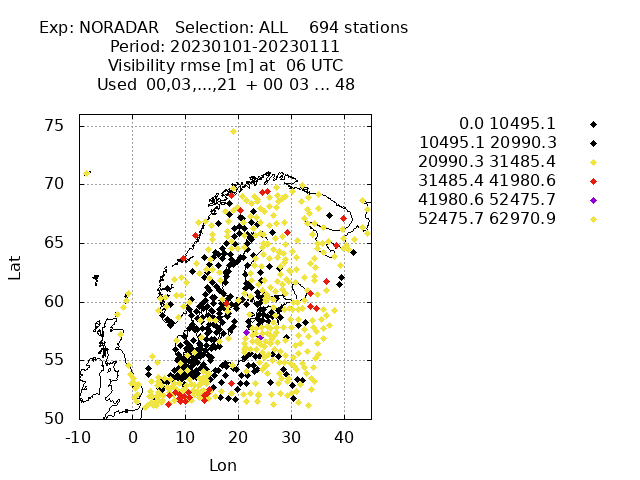 Exp: NORADAR Selection: ALL 694 stations
Period: 20230101-20230111
Visibility rmse [m] at 06 UTC
Used 00,03,...,21 + 00 03 ... 48
0.0 10495.1
10495.1 20990.3
20990.3 31485.4
31485.4 41980.6
41980.6 52475.7
52475.7 62970.9
75
70
65
60
55
50
Lat
-10 0 10 20 30 40
Lon